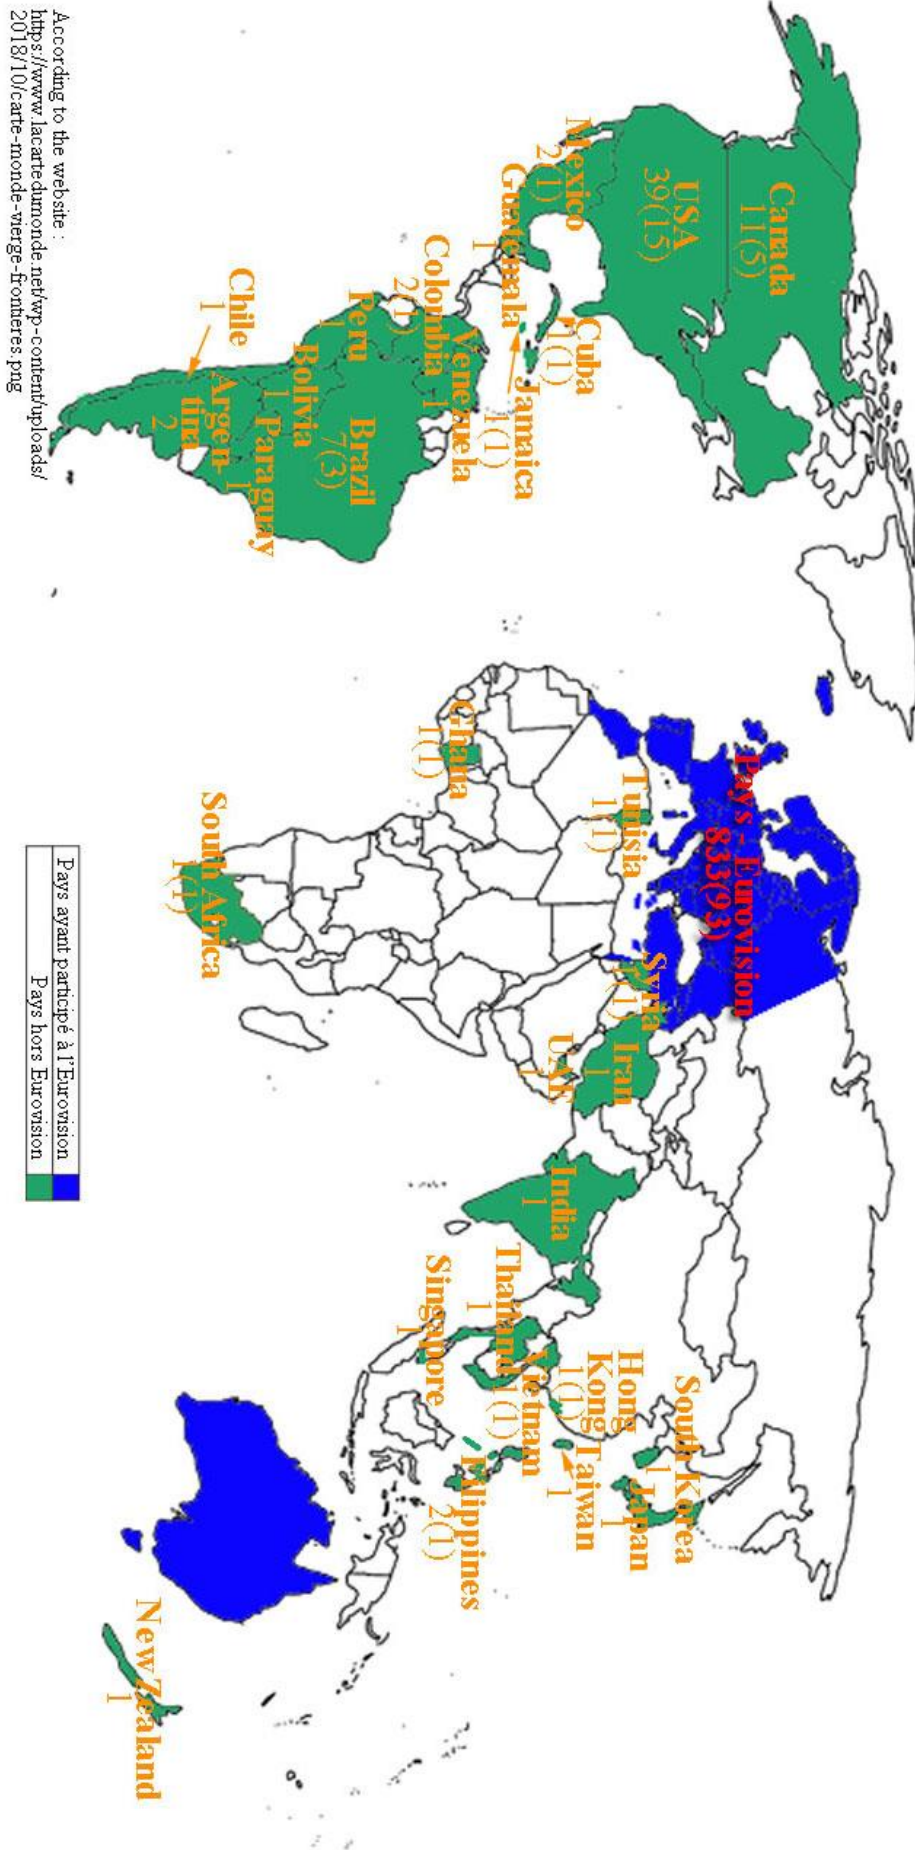 Canada
11(5)
USA
39(15)
Mexico
2(1)
Cuba
1(1)
Guatemala
1
Jamaica
1(1)
Venezuela
1
Colombia
2(1)
Peru
1
Brazil
7(3)
Bolivia
1
Paraguay
1
Chile
1
Argen-
tina
2
Pays - Eurovision
833(93)
Tunisia
1(1)
Ghana
1(1)
South Africa
1(1)
Syria
1(1)
Iran
1
UAE
1
India
1
Thailand
1
Vietnam
1(1)
Singapore
1
Hong
Kong
1(1)
South Korea
1
Japan
1
Taiwan
1
Filippines
2(1)
New Zealand
1
Pays ayant participé à l'Eurovision
Pays hors Eurovision
According to the website :
https://www.lacartedumonde.net/wp-content/uploads/
2018/10/carte-monde-vierge-frontieres.png